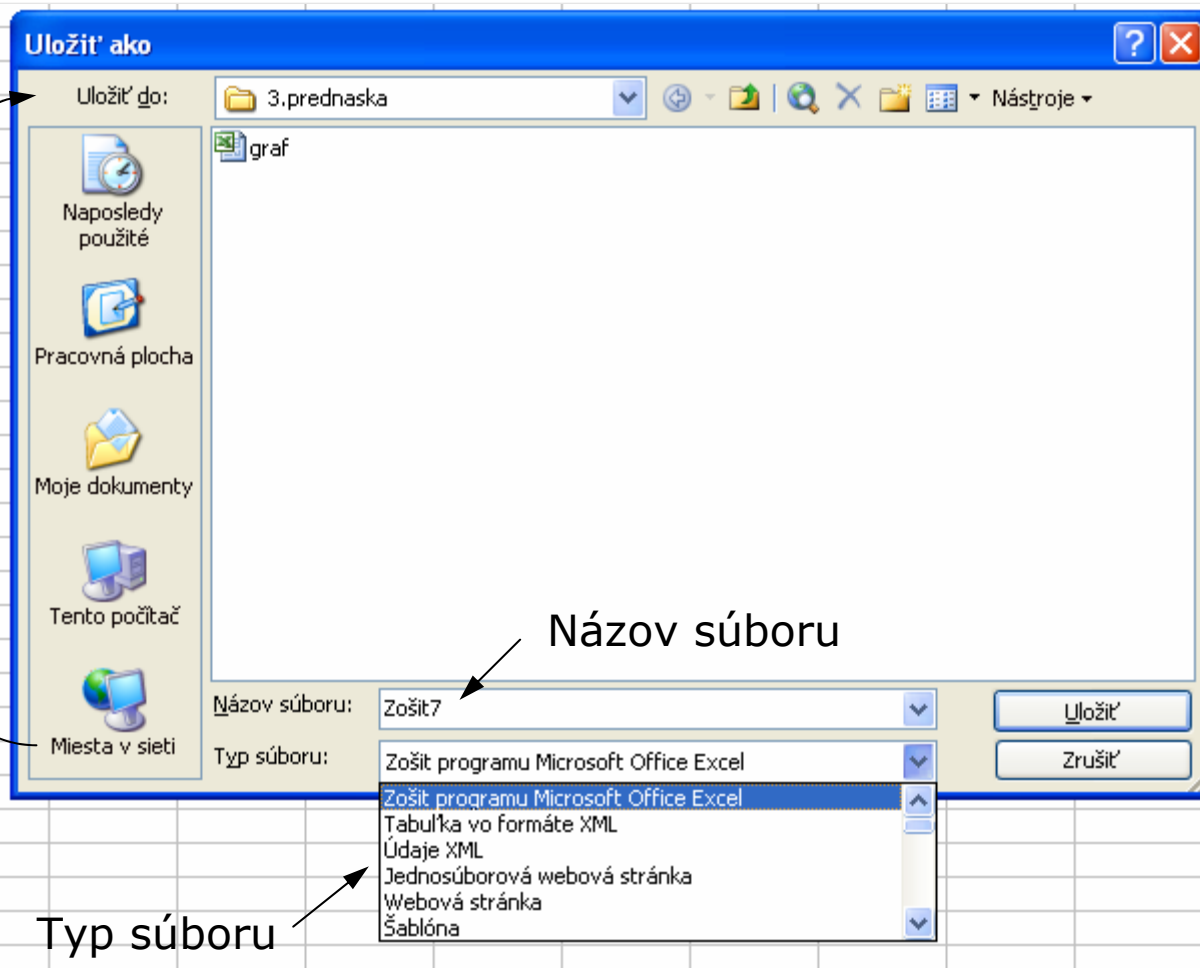 Uložiť ako
Uložiť do:
3.prednaska
Nástroje
graf
Naposledy
použité
Pracovná plocha
Moje dokumenty
Tento počítač
Miesta v sieti
Názov súboru
Názov súboru:
Zošit7
Uložiť
Typ súboru:
Zošit programu Microsoft Office Excel
Zrušiť
Zošit programu Microsoft Office Excel
Tabuľka vo formáte XML
Údaje XML
Jednosúborová webová stránka
Webová stránka
Šablóna
Typ súboru